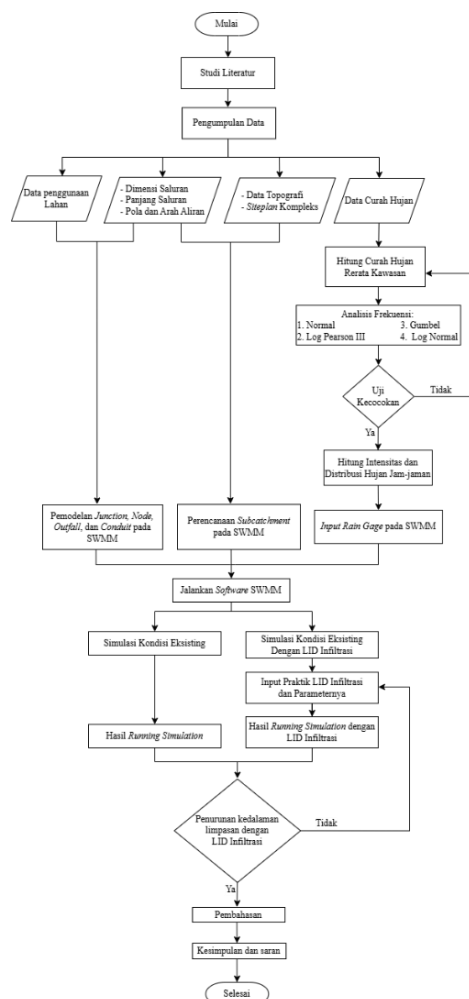 Mulai
Studi Literatur
Pengumpulan Data
Data penggunaan
Lahan
- Dimensi Saluran
- Panjang Saluran
- Pola dan Arah Aliran
- Data Topografi
- Siteplan Kompleks
Data Curah Hujan
Hitung Curah Hujan
Rerata Kawasan
Analisis Frekuensi:
1. Normal
3. Gumbel
2. Log Pearson III
4. Log Normal
Uji
Kecocokan
Tidak
Ya
Hitung Intensitas dan
Distribusi Hujan Jam-jaman
Pemodelan Junction, Node,
Outfall, dan Conduit pada
SWMM
Perencanaan Subcatchment
pada SWMM
Input Rain Gage pada SWMM
Jalankan Software SWMM
Simulasi Kondisi Eksisting
Simulasi Kondisi Eksisting
Dengan LID Infiltrasi
Input Praktik LID Infiltrasi
dan Parameternya
Hasil Running Simulation
Hasil Running Simulation dengan
LID Infiltrasi
Penurunan kedalaman
limpasan dengan
LID Infiltrasi
Tidak
Ya
Pembahasan
Kesimpulan dan saran
Selesai